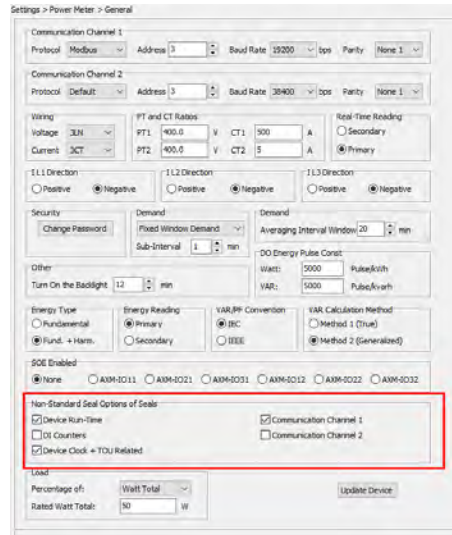 Settings > Power Meter > General
Communication Channel 1
Protocol Modbus Address 3 Baud Rate 19200 bps Parity None 1
Communication Channel 2
Protocol Default Address 3 Baud Rate 38400 bps Parity None 1
Wiring PT and CT Ratios Real-Time Reading
Voltage 3LN PT1 400.0 V CT1 500 A Secondary
Current 3CT PT2 400.0 V CT2 5 A Primary
I L1 Direction I L2 Direction I L3 Direction
Positive Negative Positive Negative Positive Negative
Security Demand Demand
Change Password Fixed Window Demand Averaging Interval Window 20 min
Sub-Interval 1 min
DO Energy Pulse Const
Other Watt: 5000 Pulse/kWh
Turn On the Backlight 12 min VAR: 5000 Pulse/kvarh
Energy Type Energy Reading VAR/PF Convention VAR Calculation Method
Fundamental Primary IEC Method 1 (True)
Fund. + Harm. Secondary IEEE Method 2 (Generalized)
SOE Enabled
None AXM-IO11 AXM-IO21 AXM-IO31 AXM-IO12 AXM-IO22 AXM-IO32
Non-Standard Seal Options of Seals
Device Run-Time Communication Channel 1
DI Counters Communication Channel 2
Device Clock + TOU Related
Load
Percentage of: Watt Total Update Device
Rated Watt Total: 50 W